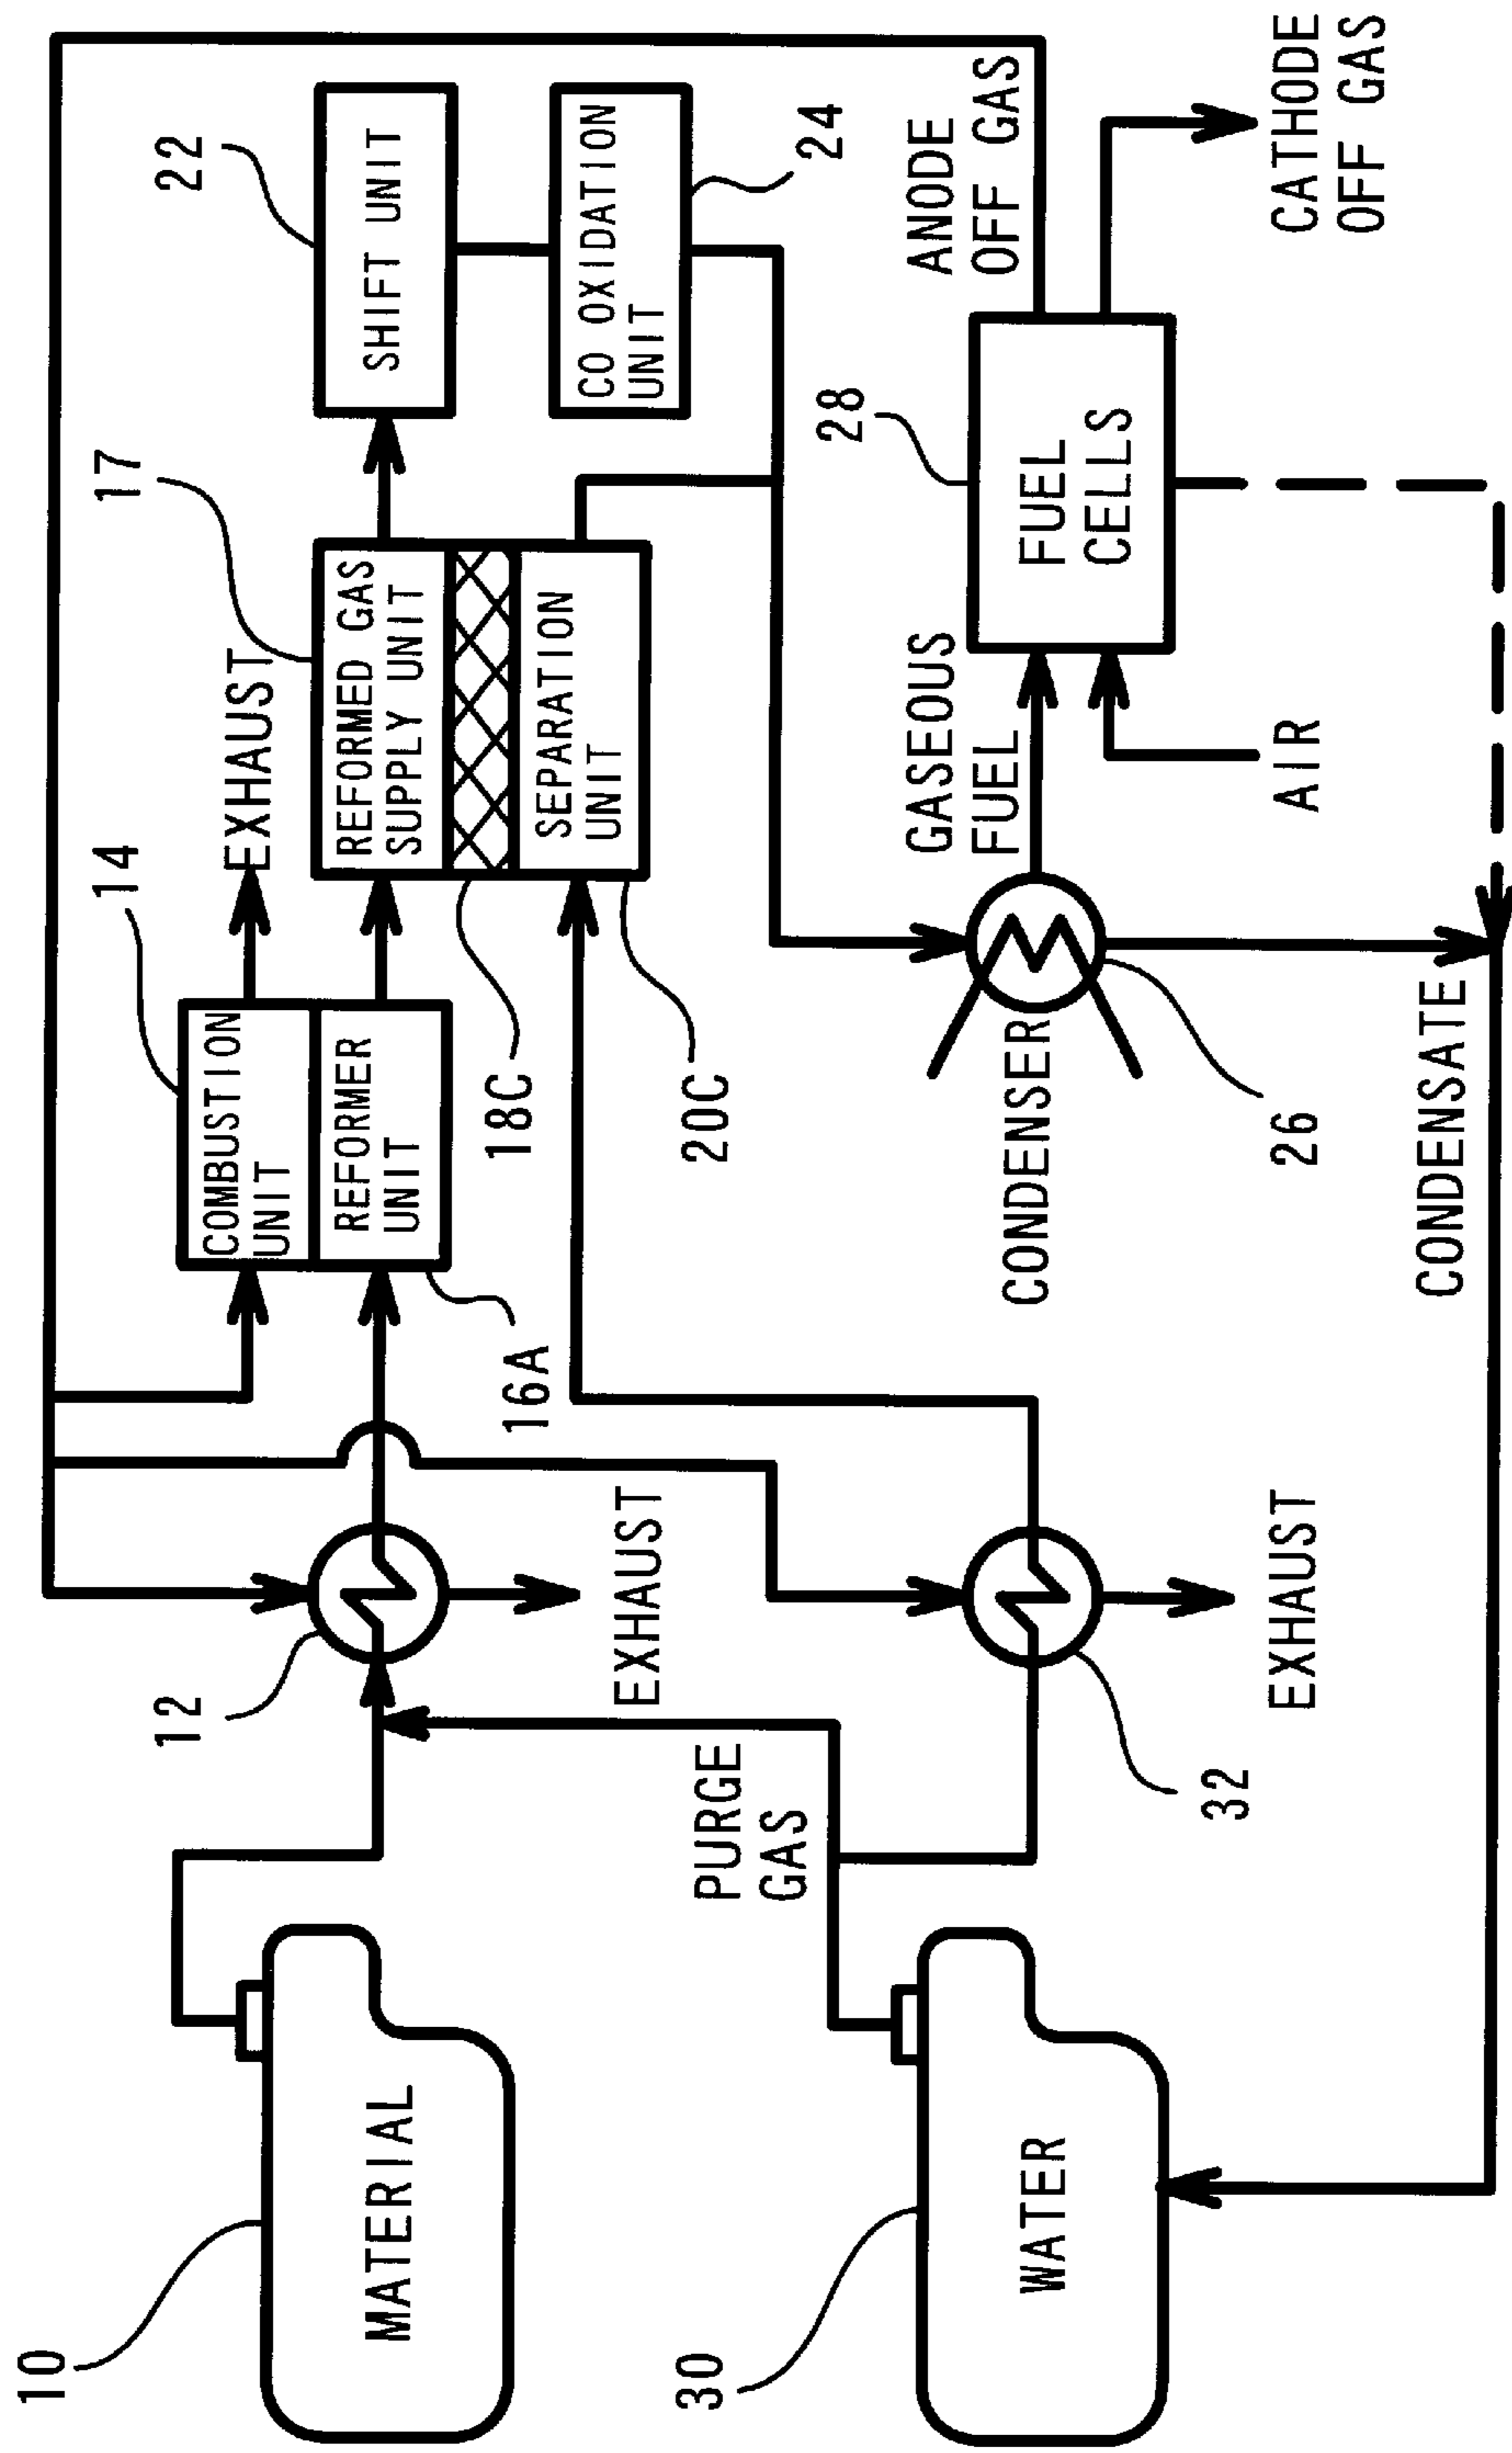 10
MATERIAL
12
EXHAUST
COMBUSTION
UNIT
14
REFORMER
UNIT
16A
EXHAUST
17
REFORMED GAS
SUPPLY UNIT
18C
SEPARATION
UNIT
20C
22
SHIFT UNIT
CO OXIDATION
UNIT
24
30
WATER
PURGE
GAS
32
EXHAUST
CONDENSER
26
GASEOUS
FUEL
AIR
28
FUEL
CELLS
ANODE
OFF GAS
CATHODE
OFF GAS
CONDENSATE